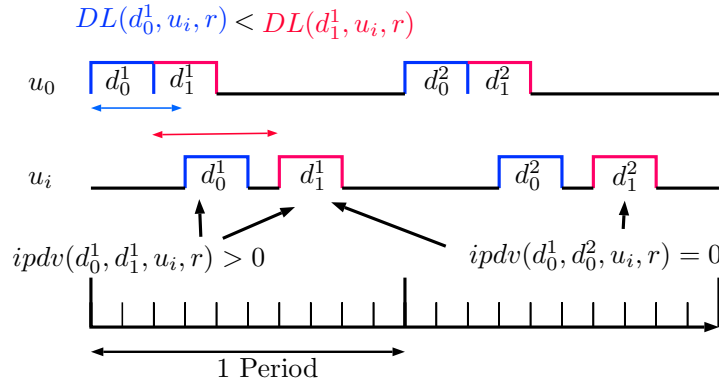 DL(d_0^1, u_i, r) < DL(d_1^1, u_i, r)
u_0 d_0^1 d_1^1 d_0^2 d_1^2
u_i d_0^1 d_1^1 d_0^2 d_1^2
ipdv(d_0^1, d_1^1, u_i, r) > 0 ipdv(d_0^1, d_0^2, u_i, r) = 0
1 Period